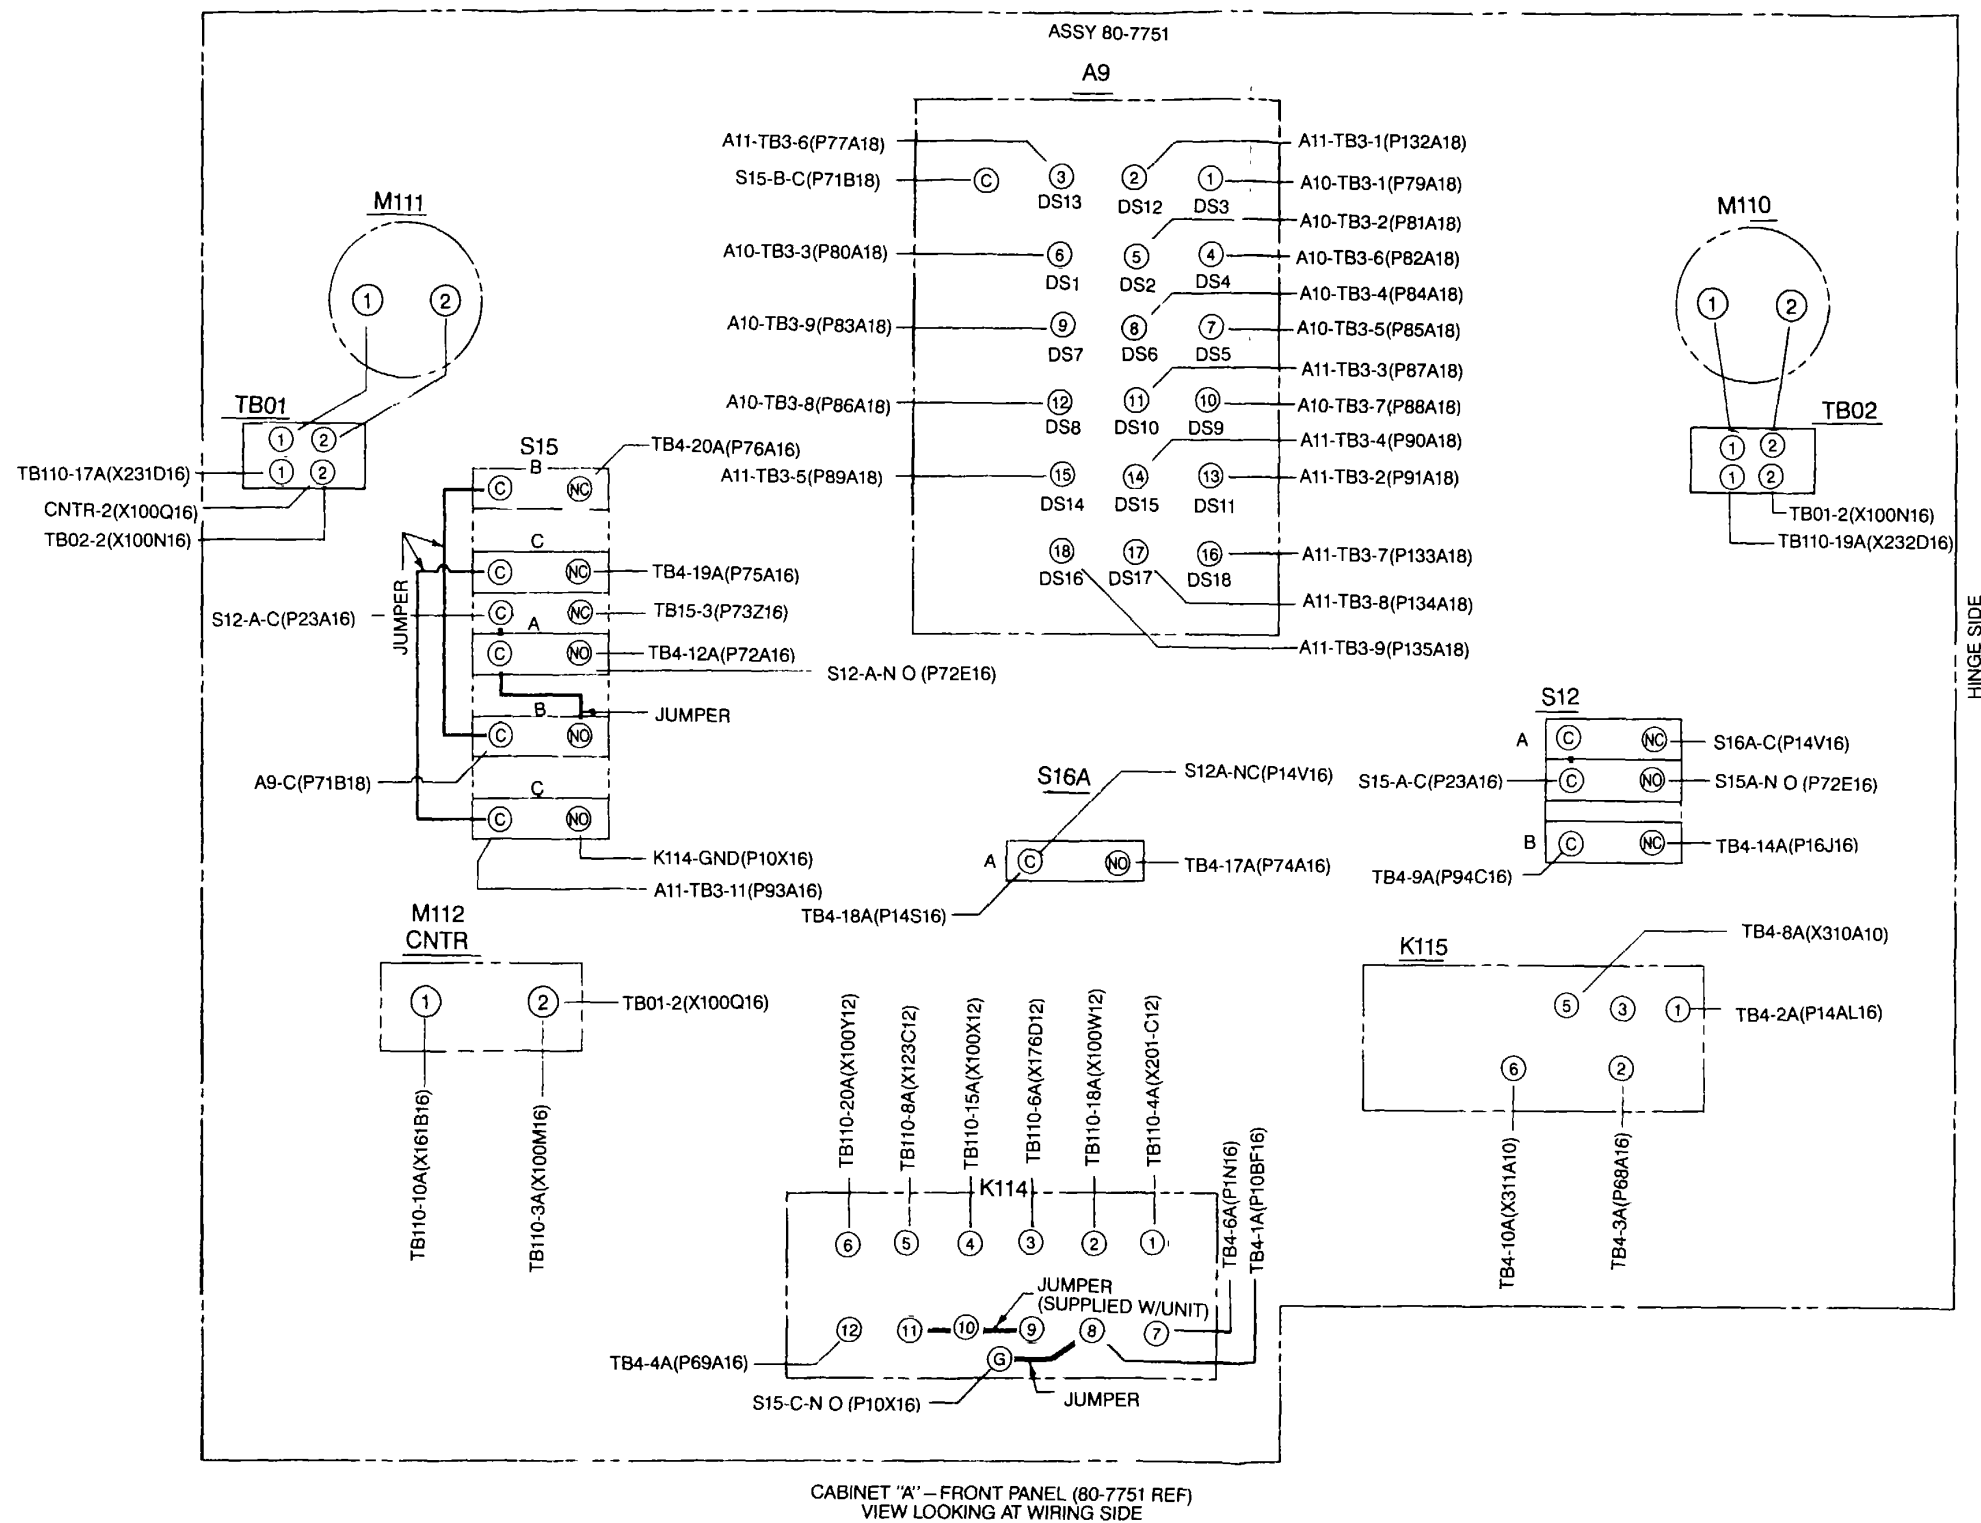 ASSY 80-7751
A9
A11-TB3-6(P77A18)
S15-B-C(P71B18)
A10-TB3-3(P80A18)
A10-TB3-9(P83A18)
A10-TB3-8(P86A18)
A11-TB3-5(P89A18)
C
3
2
1
DS13
DS12
DS3
6
5
4
DS1
DS2
DS4
9
8
7
DS7
DS6
DS5
12
11
10
DS8
DS10
DS9
15
14
13
DS14
DS15
DS11
18
17
16
DS16
DS17
DS18
A11-TB3-1(P132A18)
A10-TB3-1(P79A18)
A10-TB3-2(P81A18)
A10-TB3-6(P82A18)
A10-TB3-4(P84A18)
A10-TB3-5(P85A18)
A11-TB3-3(P87A18)
A10-TB3-7(P88A18)
A11-TB3-4(P90A18)
A11-TB3-2(P91A18)
A11-TB3-7(P133A18)
A11-TB3-8(P134A18)
A11-TB3-9(P135A18)
M111
1
2
TB01
1
2
1
2
TB110-17A(X231D16)
CNTR-2(X100Q16)
TB02-2(X100N16)
M110
1
2
TB02
1
2
1
2
TB01-2(X100N16)
TB110-19A(X232D16)
HINGE SIDE
S15
B
C
NC
TB4-20A(P76A16)
C
C
NC
TB4-19A(P75A16)
S12-A-C(P23A16)
JUMPER
C
NC
TB15-3(P73Z16)
A
C
NO
TB4-12A(P72A16)
S12-A-N O (P72E16)
JUMPER
B
C
NO
A9-C(P71B18)
C
C
NO
K114-GND(P10X16)
A11-TB3-11(P93A16)
S16A
A
C
NO
S12A-NC(P14V16)
TB4-17A(P74A16)
TB4-18A(P14S16)
S12
A
C
NC
S16A-C(P14V16)
S15-A-C(P23A16)
C
NO
S15A-N O (P72E16)
B
C
NC
TB4-14A(P16J16)
TB4-9A(P94C16)
M112
CNTR
1
2
TB01-2(X100Q16)
TB110-10A(X161B16)
TB110-3A(X100M16)
K115
TB4-8A(X310A10)
5
3
1
TB4-2A(P14AL16)
6
2
TB4-10A(X311A10)
TB4-3A(P68A16)
TB110-20A(X100Y12)
TB110-8A(X123C12)
TB110-15A(X100X12)
TB110-6A(X176D12)
TB110-18A(X100W12)
TB110-4A(X201-C12)
TB4-6A(P1N16)
TB4-1A(P10BF16)
K114
6
5
4
3
2
1
JUMPER
(SUPPLIED W/UNIT)
12
11
10
9
8
7
G
TB4-4A(P69A16)
S15-C-N O (P10X16)
JUMPER
CABINET "A" – FRONT PANEL (80-7751 REF)
VIEW LOOKING AT WIRING SIDE